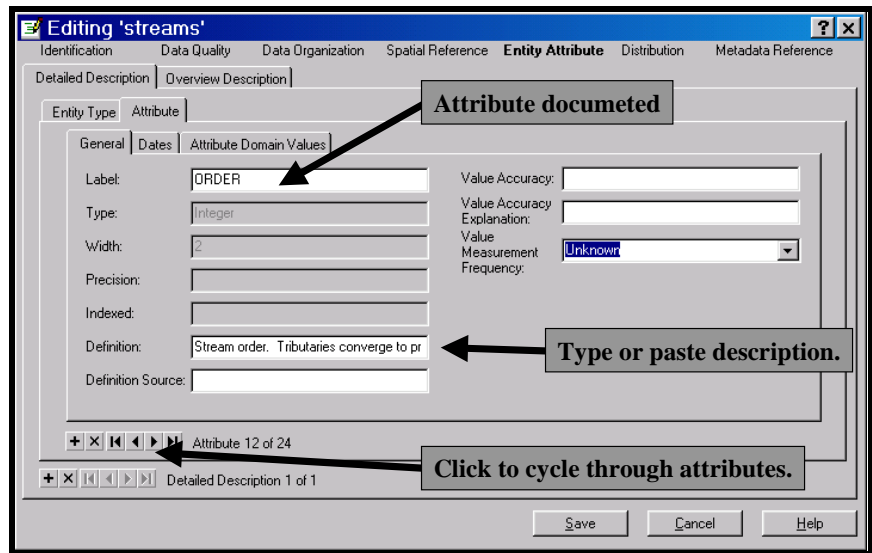 Editing 'streams'
Identification Data Quality Data Organization Spatial Reference Entity Attribute Distribution Metadata Reference
Detailed Description Overview Description
Attribute documeted
Entity Type Attribute
General Dates Attribute Domain Values
Label: ORDER
Value Accuracy:
Type: Integer
Value Accuracy Explanation:
Width: 2
Value Measurement Frequency: Unknown
Precision:
Indexed:
Definition: Stream order. Tributaries converge to pr
Type or paste description.
Definition Source:
Attribute 12 of 24
Click to cycle through attributes.
Detailed Description 1 of 1
Save Cancel Help